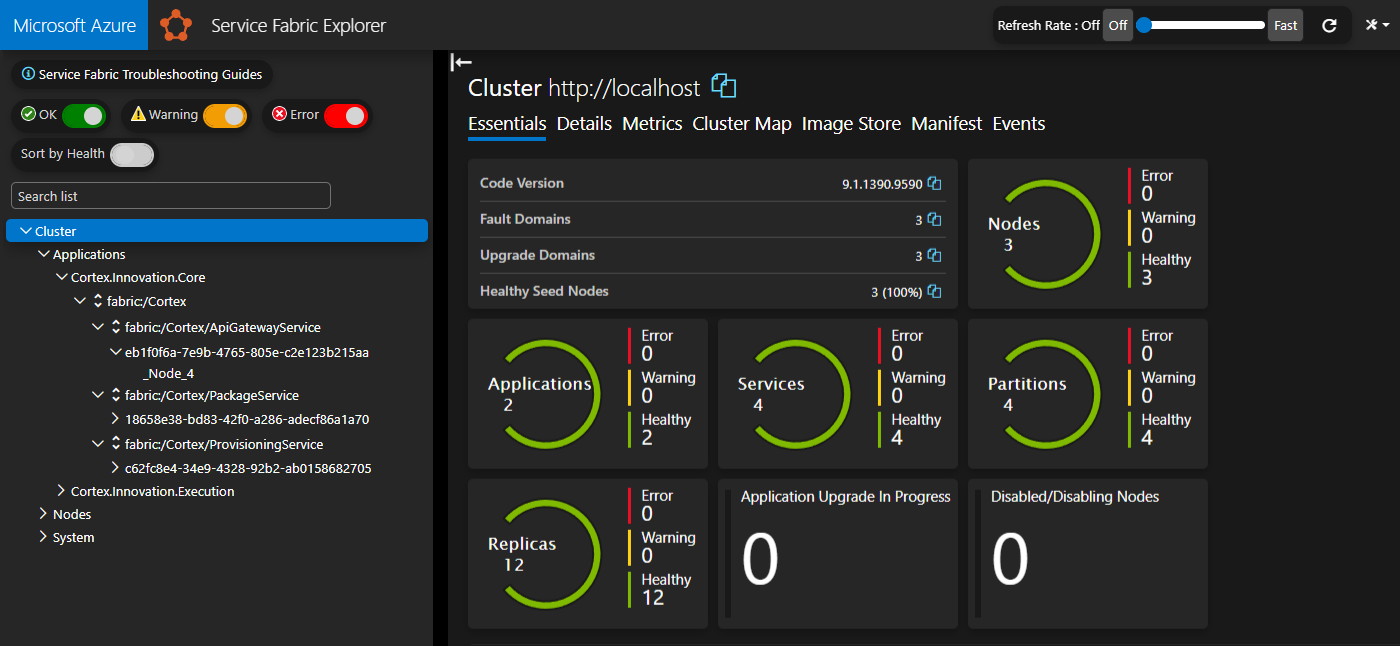 Microsoft Azure
Service Fabric Explorer
Refresh Rate : Off
Off
Fast
Service Fabric Troubleshooting Guides
OK
Warning
Error
Sort by Health
Search list
Cluster
Applications
Cortex.Innovation.Core
fabric:/Cortex
fabric:/Cortex/ApiGatewayService
eb1f0f6a-7e9b-4765-805e-c2e123b215aa
_Node_4
fabric:/Cortex/PackageService
18658e38-bd83-42f0-a286-adecf86a1a70
fabric:/Cortex/ProvisioningService
c62fc8e4-34e9-4328-92b2-ab0158682705
Cortex.Innovation.Execution
Nodes
System
Cluster http://localhost
Essentials Details Metrics Cluster Map Image Store Manifest Events
Code Version 9.1.1390.9590
Fault Domains 3
Upgrade Domains 3
Healthy Seed Nodes 3 (100%)
Nodes
3
Error
0
Warning
0
Healthy
3
Applications
2
Error
0
Warning
0
Healthy
2
Services
4
Error
0
Warning
0
Healthy
4
Partitions
4
Error
0
Warning
0
Healthy
4
Replicas
12
Error
0
Warning
0
Healthy
12
Application Upgrade In Progress
0
Disabled/Disabling Nodes
0